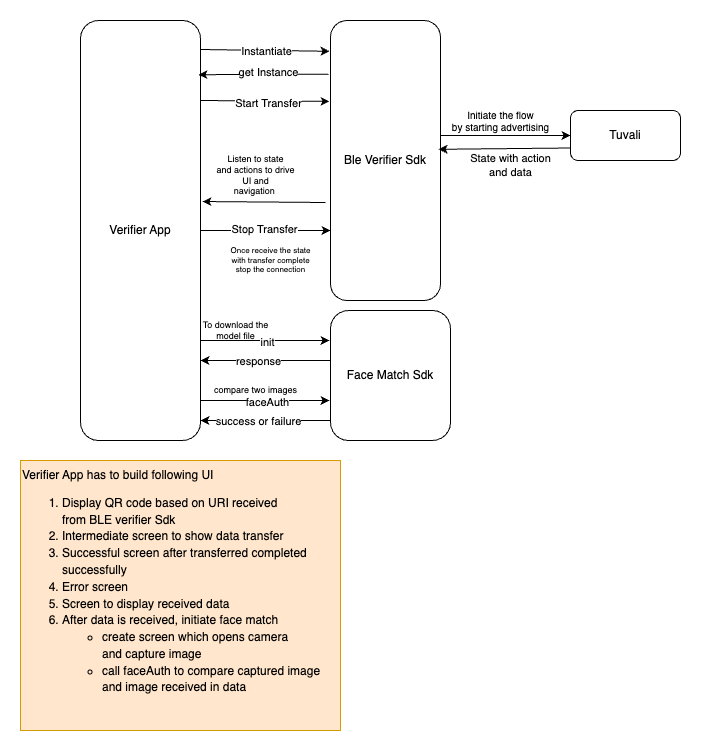 Instantiate
get Instance
Start Transfer
Initiate the flow
by starting advertising
Tuvali
State with action
and data
Ble Verifier Sdk
Listen to state
and actions to drive
UI and
navigation
Verifier App
Stop Transfer
Once receive the state
with transfer complete
stop the connection
To download the
model file
init
response
Face Match Sdk
compare two images
faceAuth
success or failure
Verifier App has to build following UI
1. Display QR code based on URI received
from BLE verifier Sdk
2. Intermediate screen to show data transfer
3. Successful screen after transferred completed
successfully
4. Error screen
5. Screen to display received data
6. After data is received, initiate face match
create screen which opens camera
and capture image
call faceAuth to compare captured image
and image received in data